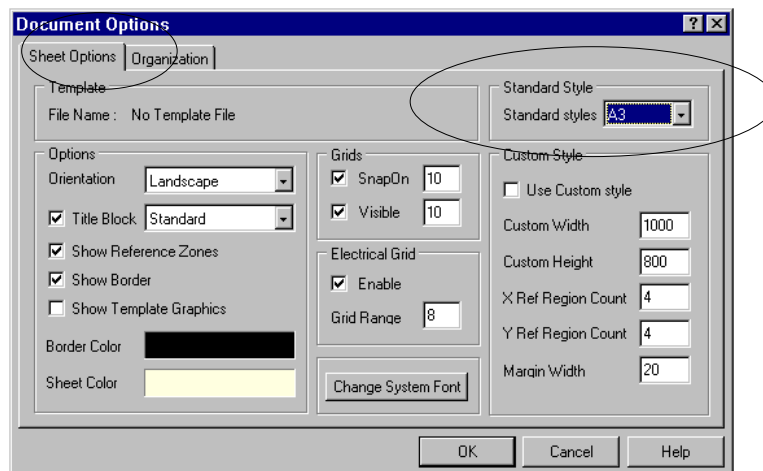 Document Options
Sheet Options Organization
Template
File Name : No Template File
Standard Style
Standard styles A3
Options
Orientation Landscape
Title Block Standard
Show Reference Zones
Show Border
Show Template Graphics
Border Color
Sheet Color
Grids
SnapOn 10
Visible 10
Electrical Grid
Enable
Grid Range 8
Change System Font
Custom Style
Use Custom style
Custom Width 1000
Custom Height 800
X Ref Region Count 4
Y Ref Region Count 4
Margin Width 20
OK Cancel Help